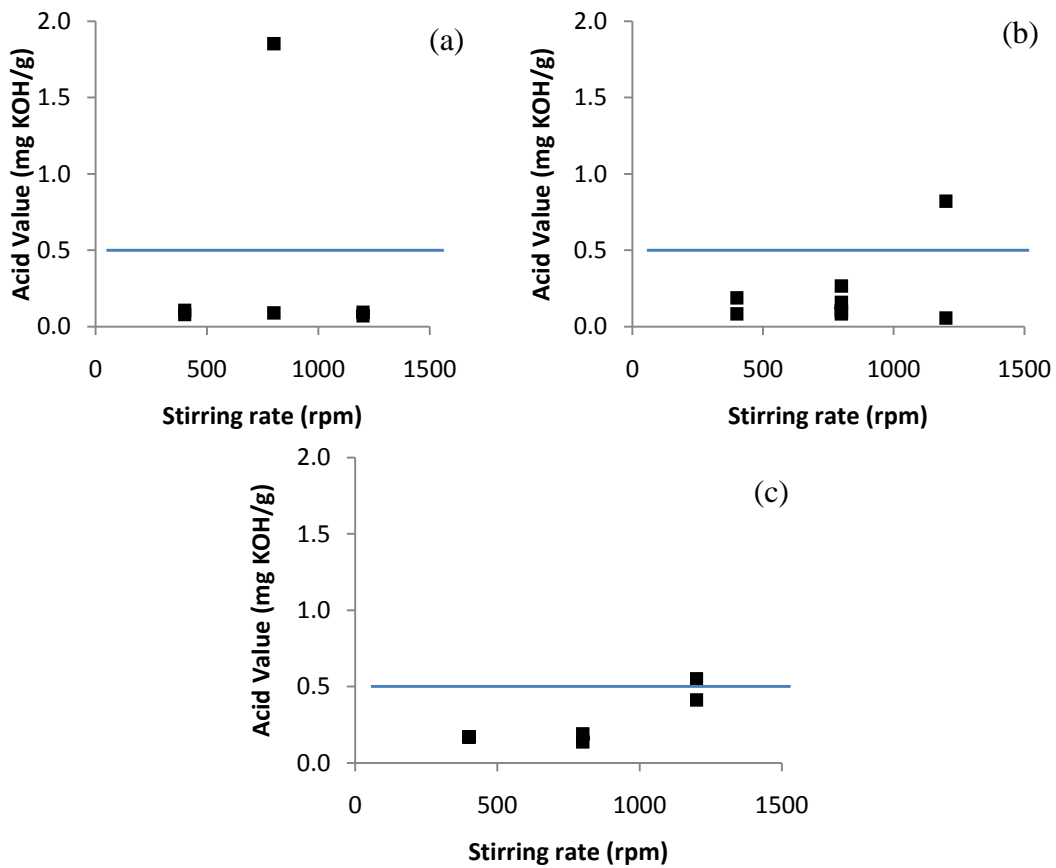 (a)
Acid Value (mg KOH/g)
2.0
1.5
1.0
0.5
0.0
0 500 1000 1500
Stirring rate (rpm)
(b)
Acid Value (mg KOH/g)
2.0
1.5
1.0
0.5
0.0
0 500 1000 1500
Stirring rate (rpm)
(c)
Acid Value (mg KOH/g)
2.0
1.5
1.0
0.5
0.0
0 500 1000 1500
Stirring rate (rpm)